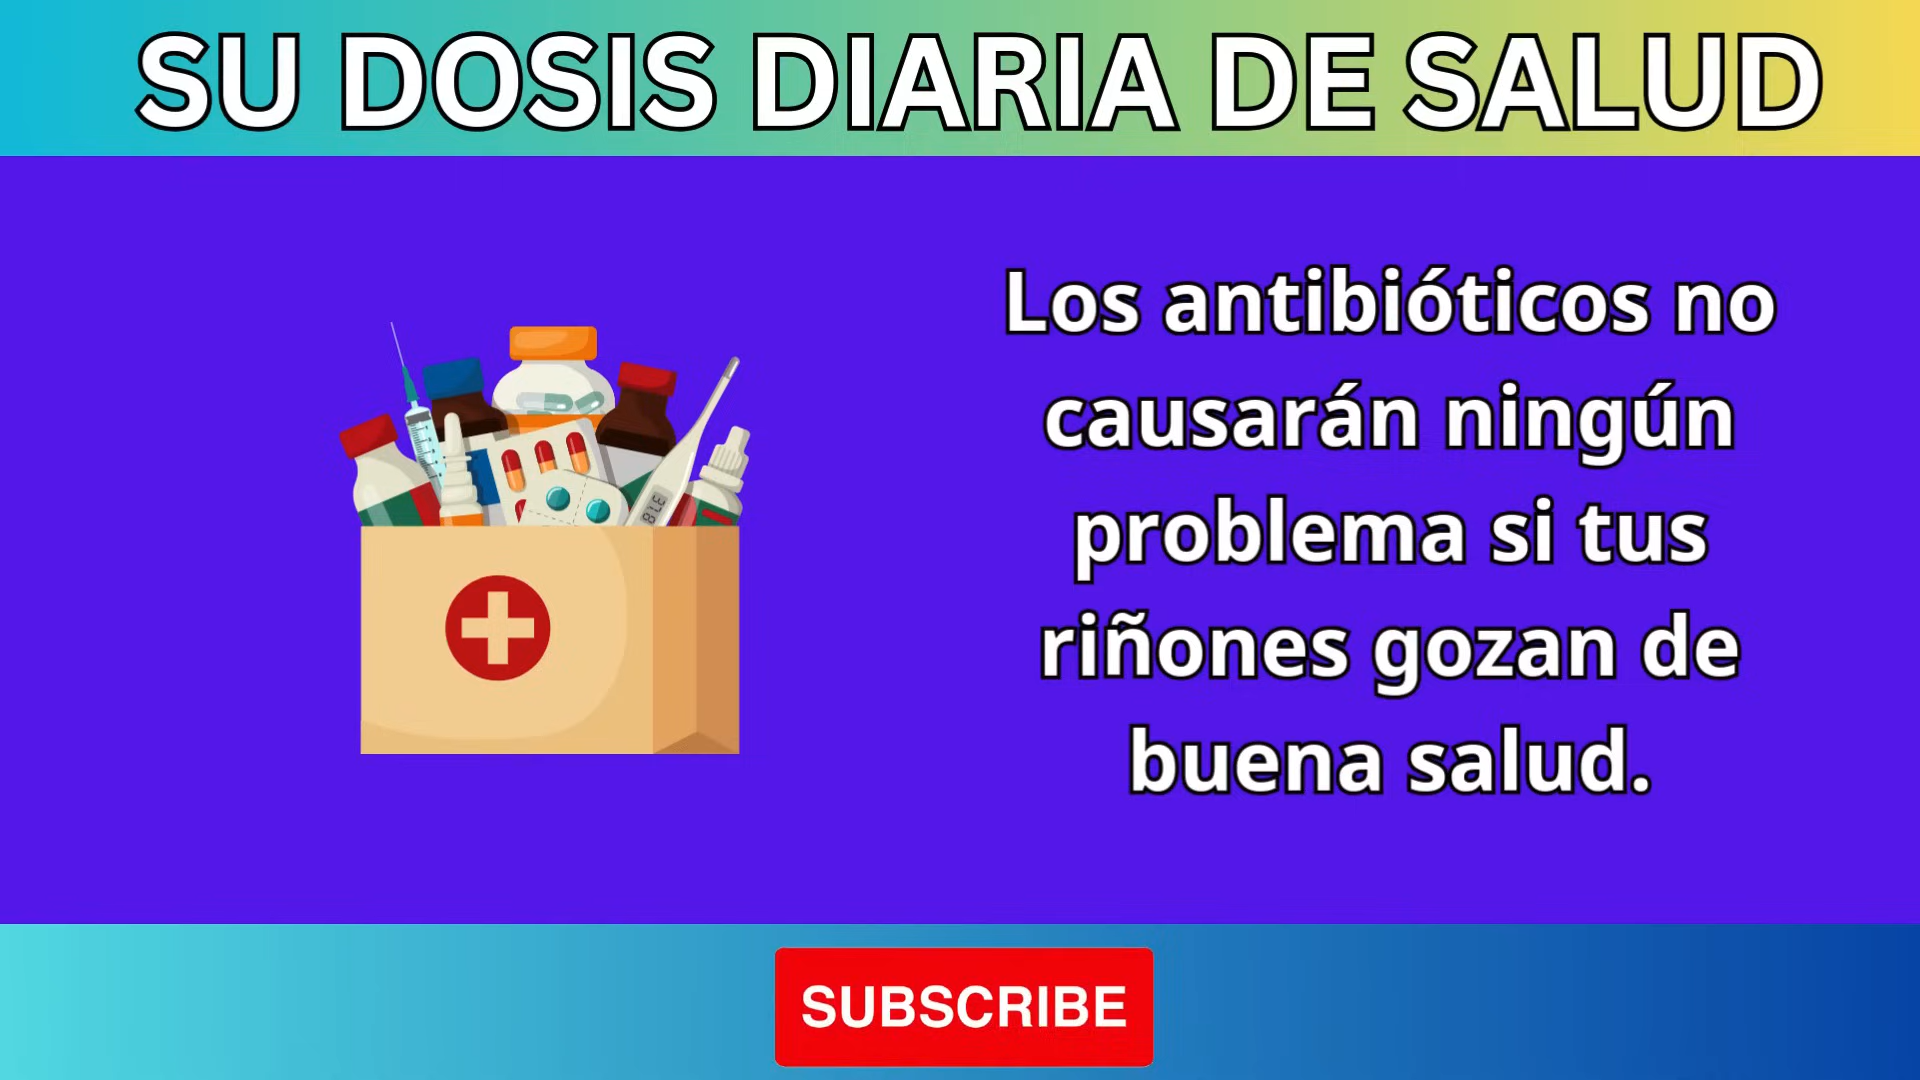 SU DOSIS DIARIA DE SALUD
Los antibióticos no
causarán ningún
problema si tus
riñones gozan de
buena salud.
SUBSCRIBE